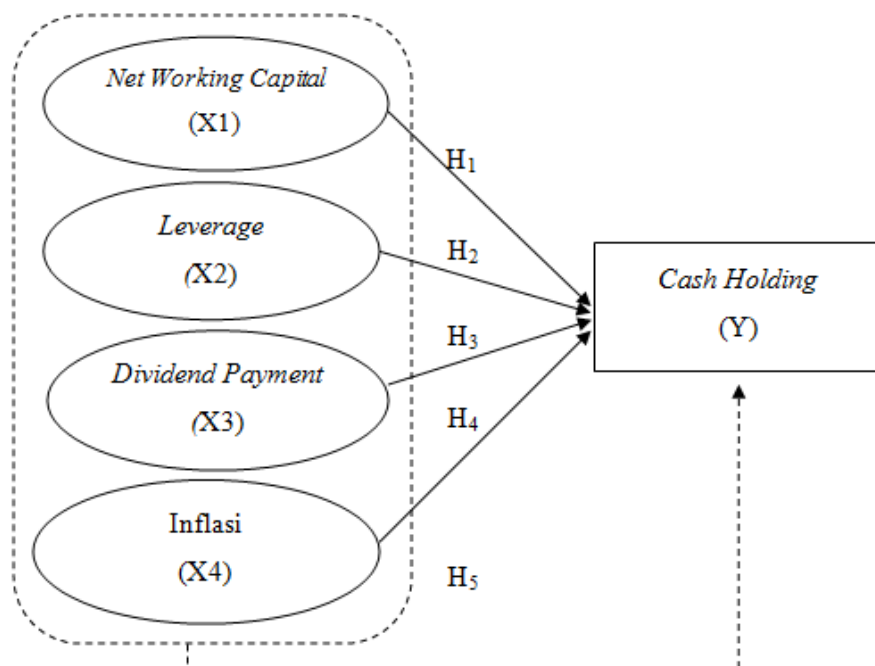 Net Working Capital
(X1)
H1
Leverage
(X2)
H2
Cash Holding
(Y)
H3
Dividend Payment
(X3)
H4
Inflasi
(X4)
H5